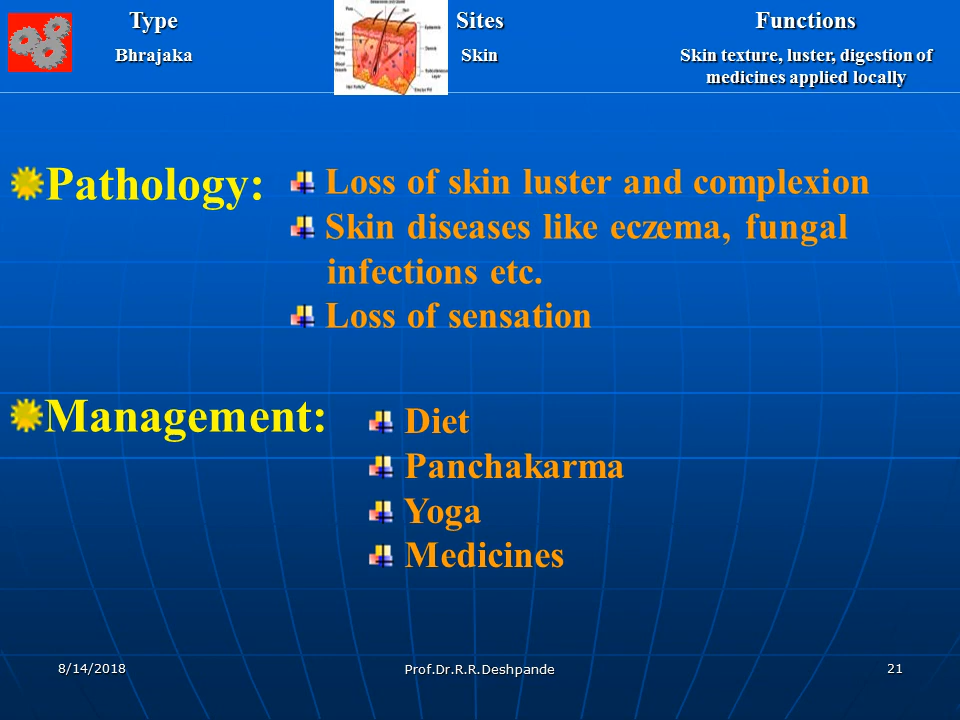 Type
Sites
Functions
Bhrajaka
Skin
Skin texture, luster, digestion of
medicines applied locally
Pathology:
Loss of skin luster and complexion
Skin diseases like eczema, fungal
infections etc.
Loss of sensation
Management:
Diet
Panchakarma
Yoga
Medicines
8/14/2018
Prof.Dr.R.R.Deshpande
21